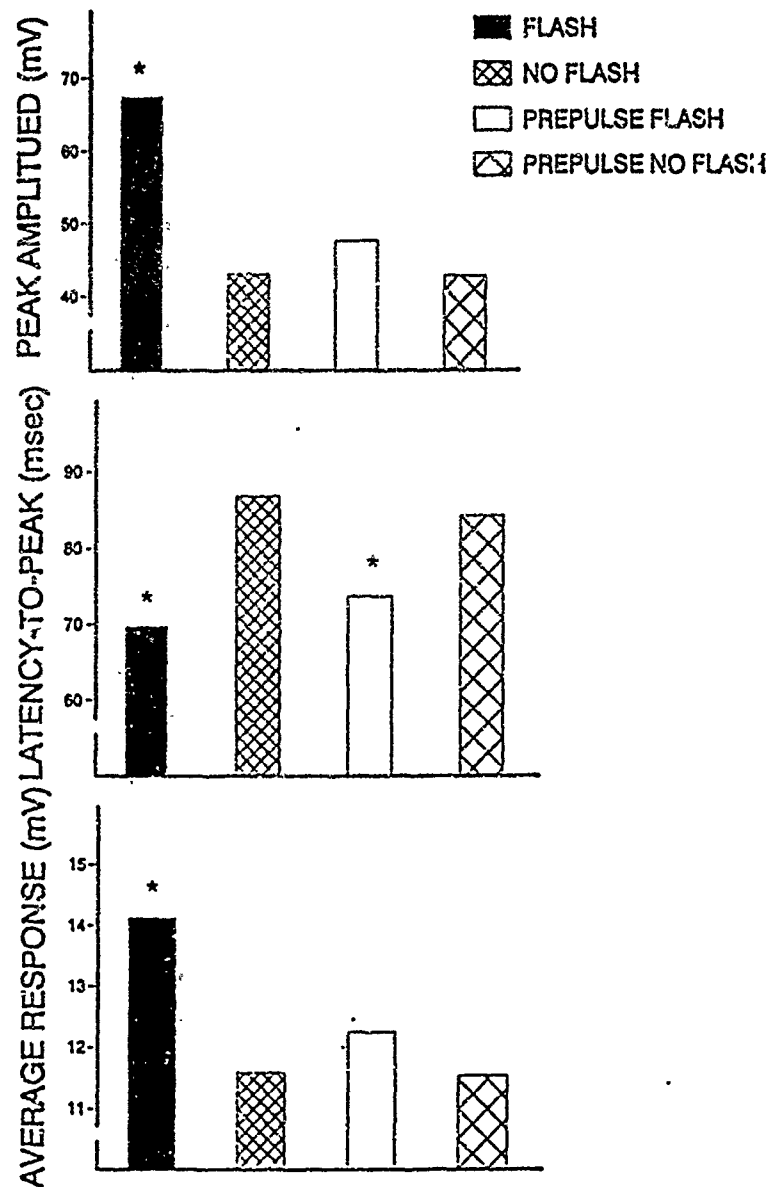 FLASH
NO FLASH
PREPULSE FLASH
PREPULSE NO FLASH
PEAK AMPLITUED (mV)
70-
60-
50-
40-
*
LATENCY-TO-PEAK (msec)
90-
80-
70-
60-
*
*
AVERAGE RESPONSE (mV)
15-
14-
13-
12-
11-
*